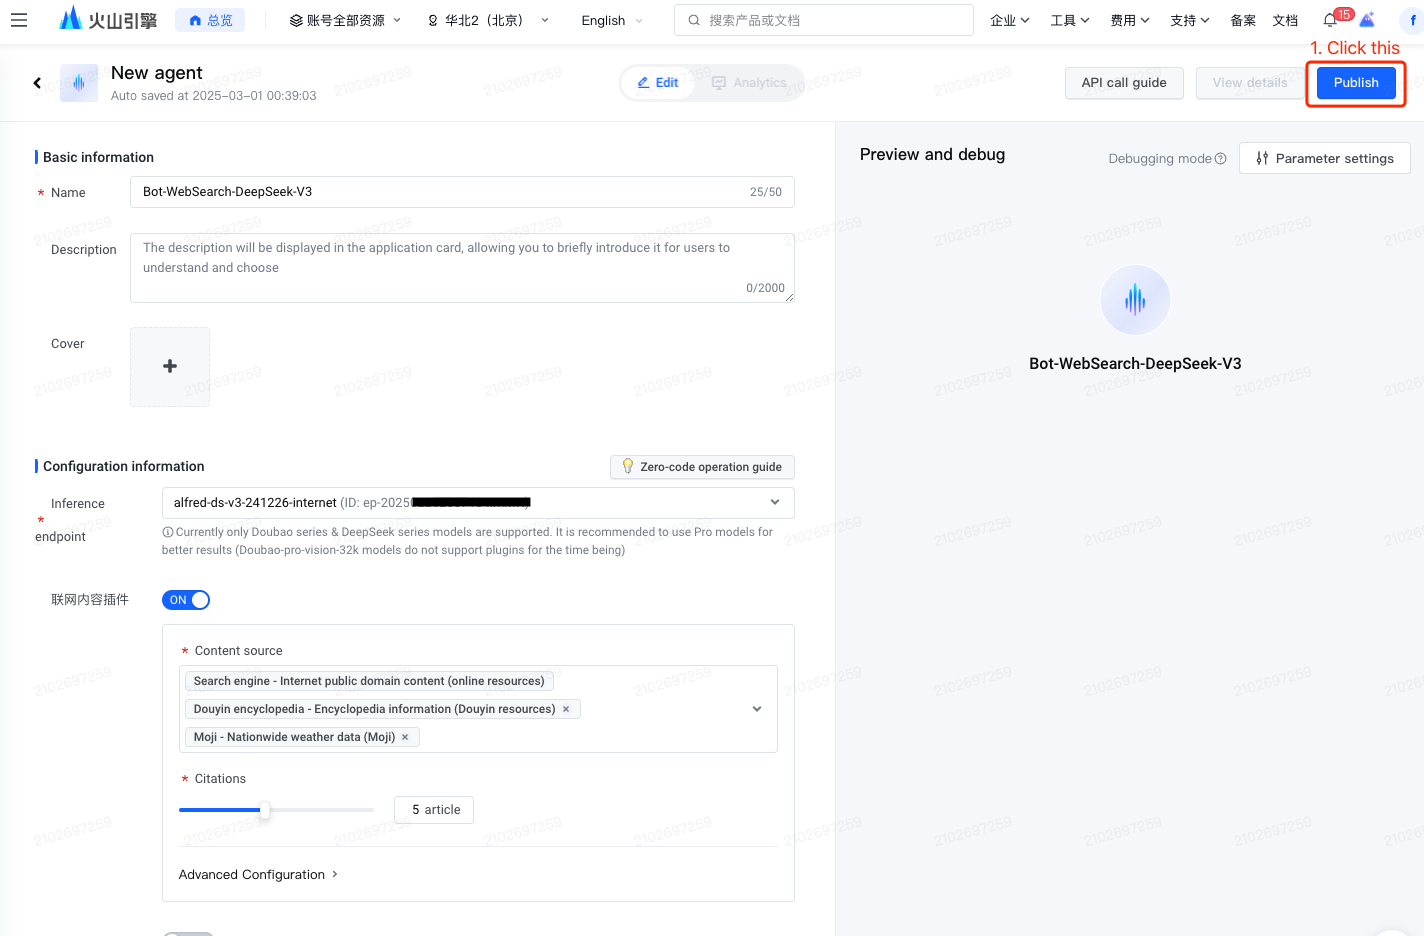 火山引擎
总览
账号全部资源
华北2（北京）
English
搜索产品或文档
企业
工具
费用
支持
备案
文档
15
f
1. Click this
New agent
Auto saved at 2025-03-01 00:39:03
Edit
Analytics
API call guide
View details
Publish
Basic information
* Name
Bot-WebSearch-DeepSeek-V3
25/50
Description
The description will be displayed in the application card, allowing you to briefly introduce it for users to
understand and choose
0/2000
Cover
Configuration information
Zero-code operation guide
Inference
* endpoint
alfred-ds-v3-241226-internet (ID: ep-2025
Currently only Doubao series & DeepSeek series models are supported. It is recommended to use Pro models for
better results (Doubao-pro-vision-32k models do not support plugins for the time being)
联网内容插件
ON
* Content source
Search engine - Internet public domain content (online resources)
Douyin encyclopedia - Encyclopedia information (Douyin resources) ×
Moji - Nationwide weather data (Moji) ×
* Citations
5 article
Advanced Configuration
Preview and debug
Debugging mode
Parameter settings
Bot-WebSearch-DeepSeek-V3
2102697259